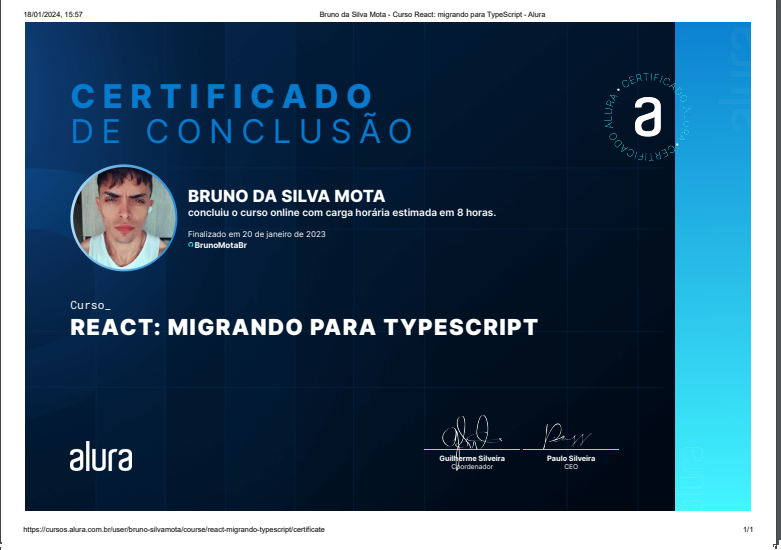 18/01/2024, 15:57
Bruno da Silva Mota - Curso React: migrando para TypeScript - Alura
CERTIFICADO
DE CONCLUSÃO
a
CERTIFICADO ALURA • CERTIFICADO ALURA •
BRUNO DA SILVA MOTA
concluiu o curso online com carga horária estimada em 8 horas.
Finalizado em 20 de janeiro de 2023
BrunoMotaBr
Curso_
REACT: MIGRANDO PARA TYPESCRIPT
alura
Guilherme Silveira
Coordenador
Paulo Silveira
CEO
alura
https://cursos.alura.com.br/user/bruno-silvamota/course/react-migrando-typescript/certificate
1/1